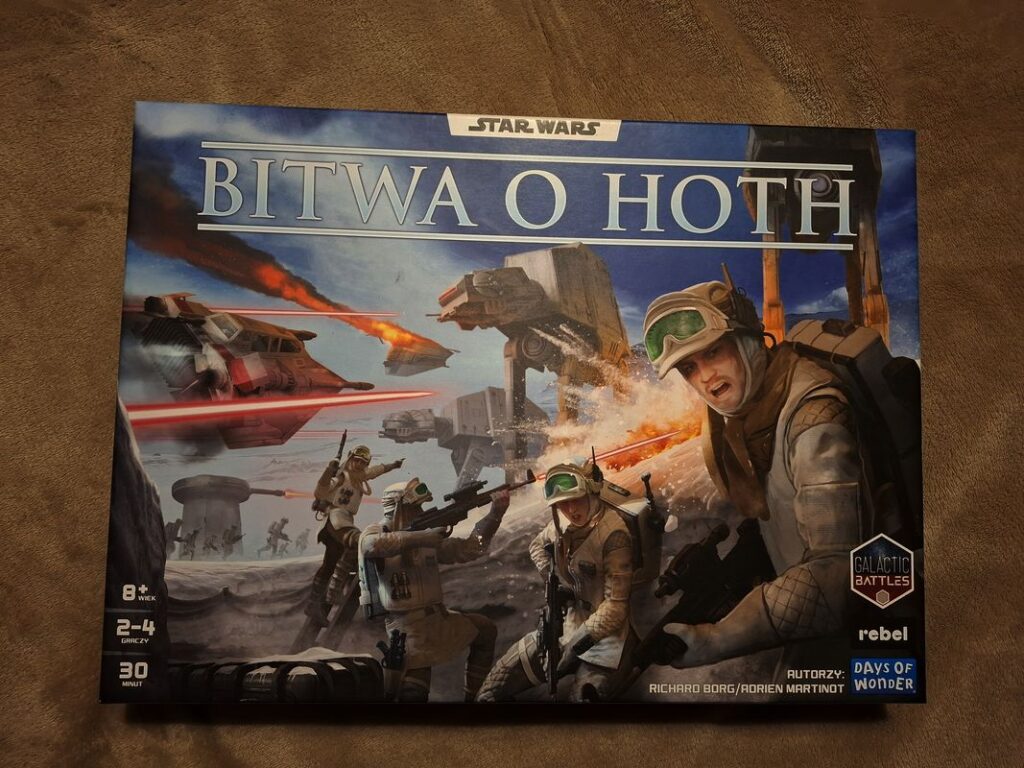 STAR WARS
BITWA O HOTH
8+
WIEK
2-4
GRACZY
30
MINUT
GALACTIC
BATTLES
rebel
AUTORZY:
RICHARD BORG/ADRIEN MARTINOT
DAYS OF
WONDER